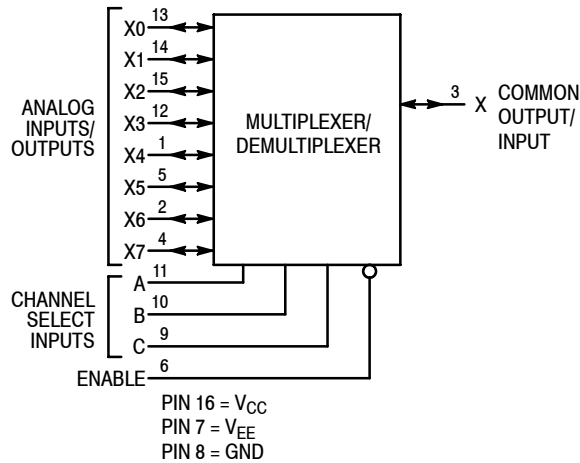 X0 13
X1 14
X2 15
X3 12
X4 1
X5 5
X6 2
X7 4
ANALOG
INPUTS/
OUTPUTS
MULTIPLEXER/
DEMULTIPLEXER
3 X COMMON
OUTPUT/
INPUT
A 11
B 10
C 9
CHANNEL
SELECT
INPUTS
ENABLE 6
PIN 16 = VCC
PIN 7 = VEE
PIN 8 = GND